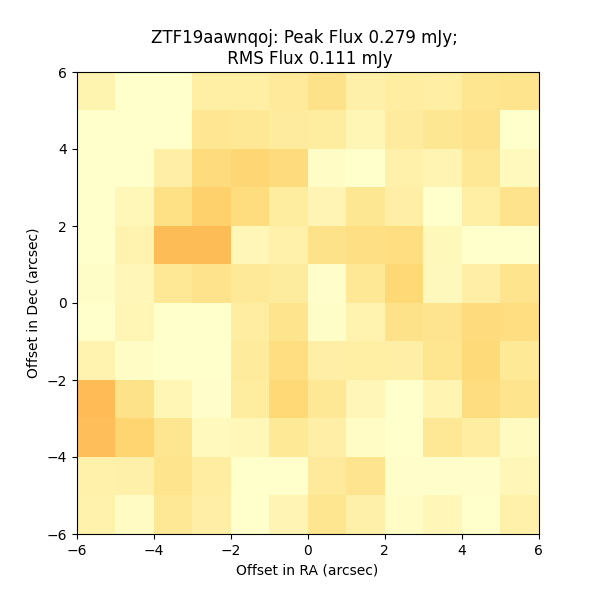 ZTF19aawnqoj: Peak Flux 0.279 mJy;
RMS Flux 0.111 mJy
6
4
2
0
−2
−4
−6
Offset in Dec (arcsec)
−6 −4 −2 0 2 4 6
Offset in RA (arcsec)